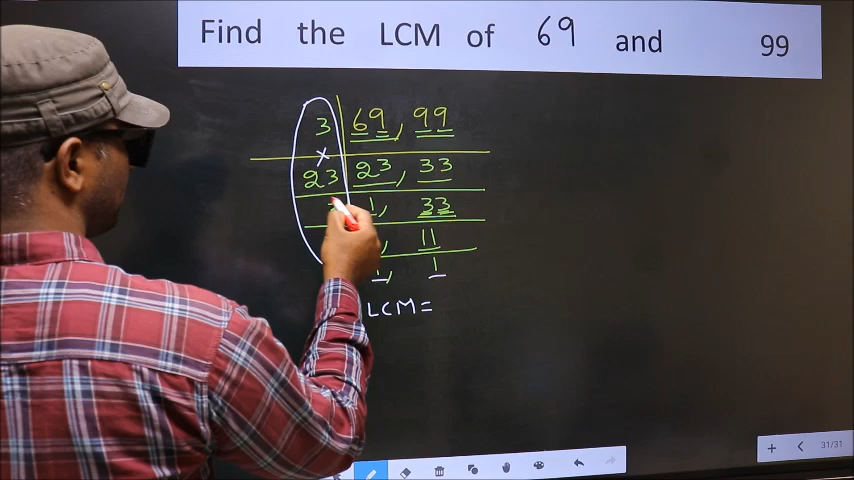 Find the LCM of 69 and 99
3 69, 99
×
23 23, 33
1, 33
, 11
1, 1
LCM =
31/31